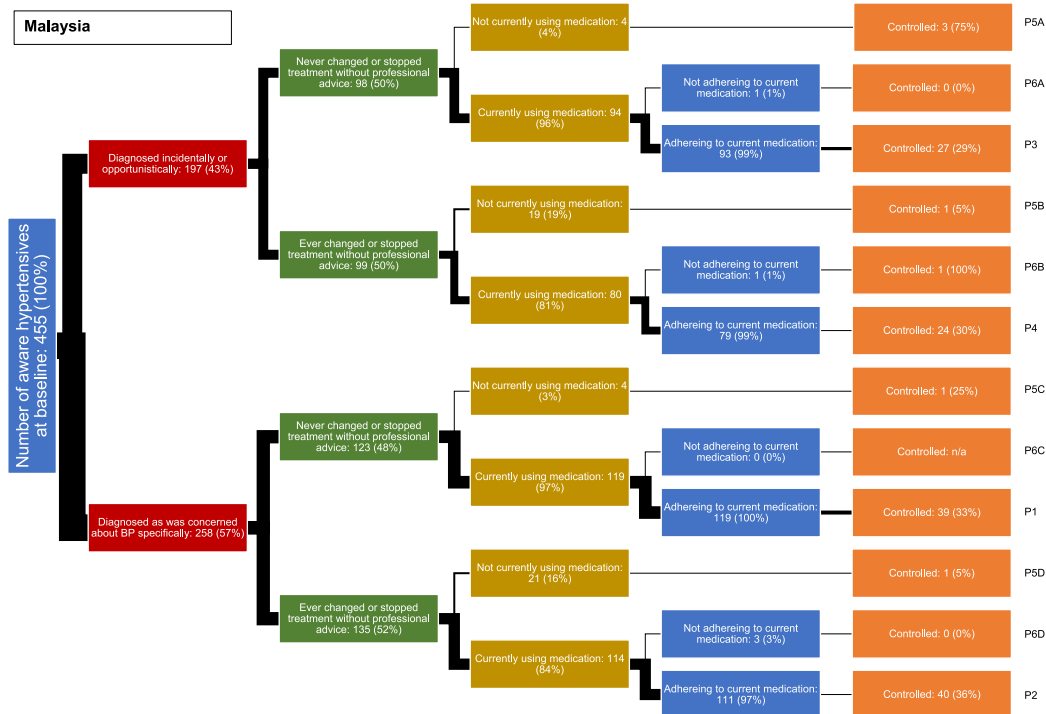 Malaysia
Number of aware hypertensives
at baseline: 455 (100%)
Diagnosed incidentally or
opportunistically: 197 (43%)
Diagnosed as was concerned
about BP specifically: 258 (57%)
Never changed or stopped
treatment without professional
advice: 98 (50%)
Ever changed or stopped
treatment without professional
advice: 99 (50%)
Never changed or stopped
treatment without professional
advice: 123 (48%)
Ever changed or stopped
treatment without professional
advice: 135 (52%)
Not currently using medication: 4
(4%)
Currently using medication: 94
(96%)
Not currently using medication:
19 (19%)
Currently using medication: 80
(81%)
Not currently using medication: 4
(3%)
Currently using medication: 119
(97%)
Not currently using medication:
21 (16%)
Currently using medication: 114
(84%)
Not adhereing to current
medication: 1 (1%)
Adhering to current medication:
93 (99%)
Not adhereing to current
medication: 1 (1%)
Adhering to current medication:
79 (99%)
Not adhereing to current
medication: 0 (0%)
Adhering to current medication:
119 (100%)
Not adhereing to current
medication: 3 (3%)
Adhering to current medication:
111 (97%)
Controlled: 3 (75%)
P5A
Controlled: 0 (0%)
P6A
Controlled: 27 (29%)
P3
Controlled: 1 (5%)
P5B
Controlled: 1 (100%)
P6B
Controlled: 24 (30%)
P4
Controlled: 1 (25%)
P5C
Controlled: n/a
P6C
Controlled: 39 (33%)
P1
Controlled: 1 (5%)
P5D
Controlled: 0 (0%)
P6D
Controlled: 40 (36%)
P2